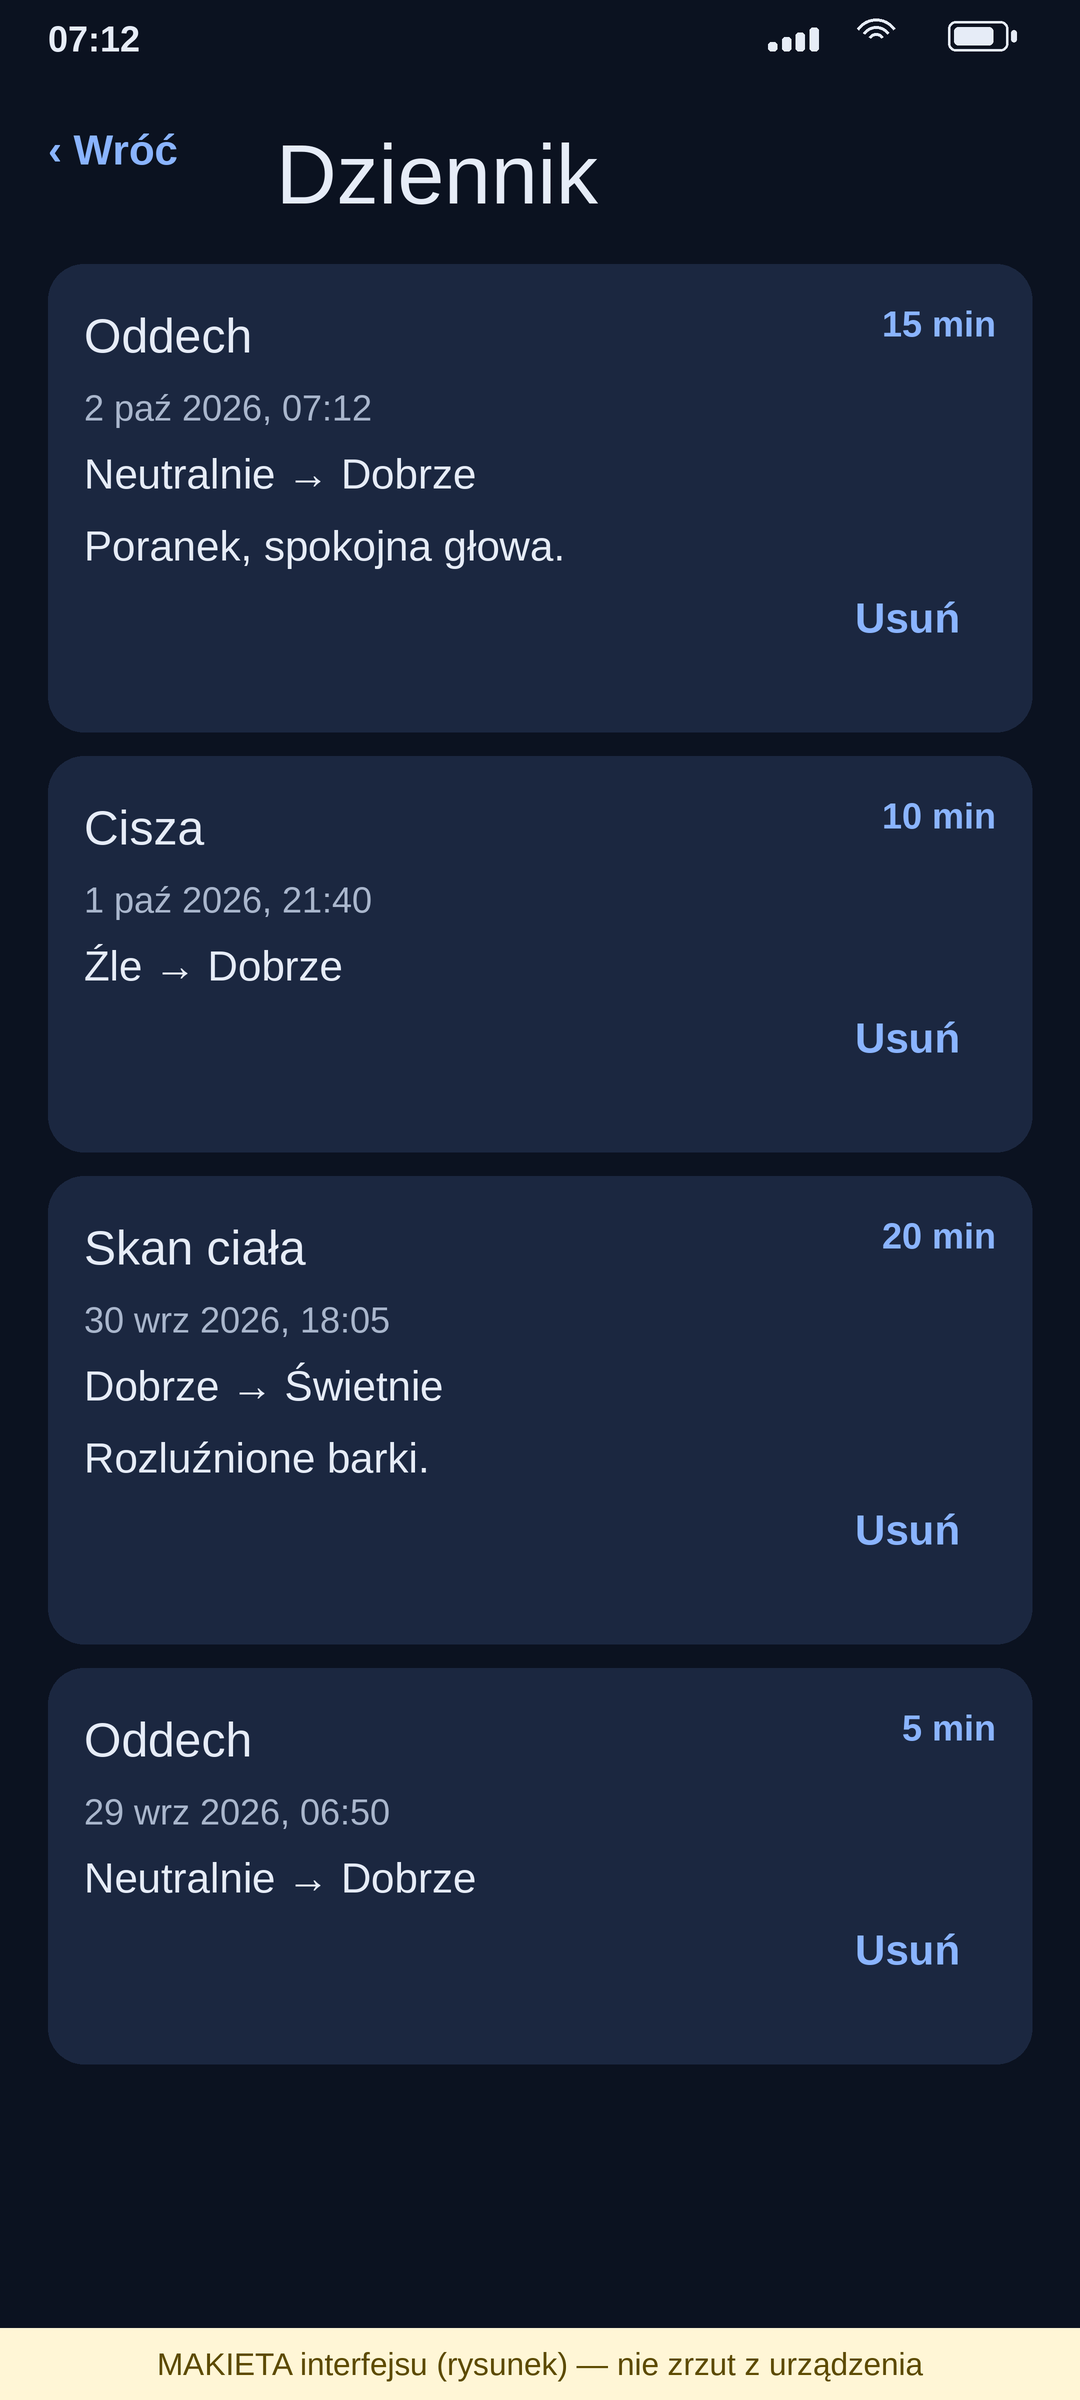 07:12
‹ Wróć
Dziennik
Oddech
15 min
2 paź 2026, 07:12
Neutralnie → Dobrze
Poranek, spokojna głowa.
Usuń
Cisza
10 min
1 paź 2026, 21:40
Źle → Dobrze
Usuń
Skan ciała
20 min
30 wrz 2026, 18:05
Dobrze → Świetnie
Rozluźnione barki.
Usuń
Oddech
5 min
29 wrz 2026, 06:50
Neutralnie → Dobrze
Usuń
MAKIETA interfejsu (rysunek) — nie zrzut z urządzenia